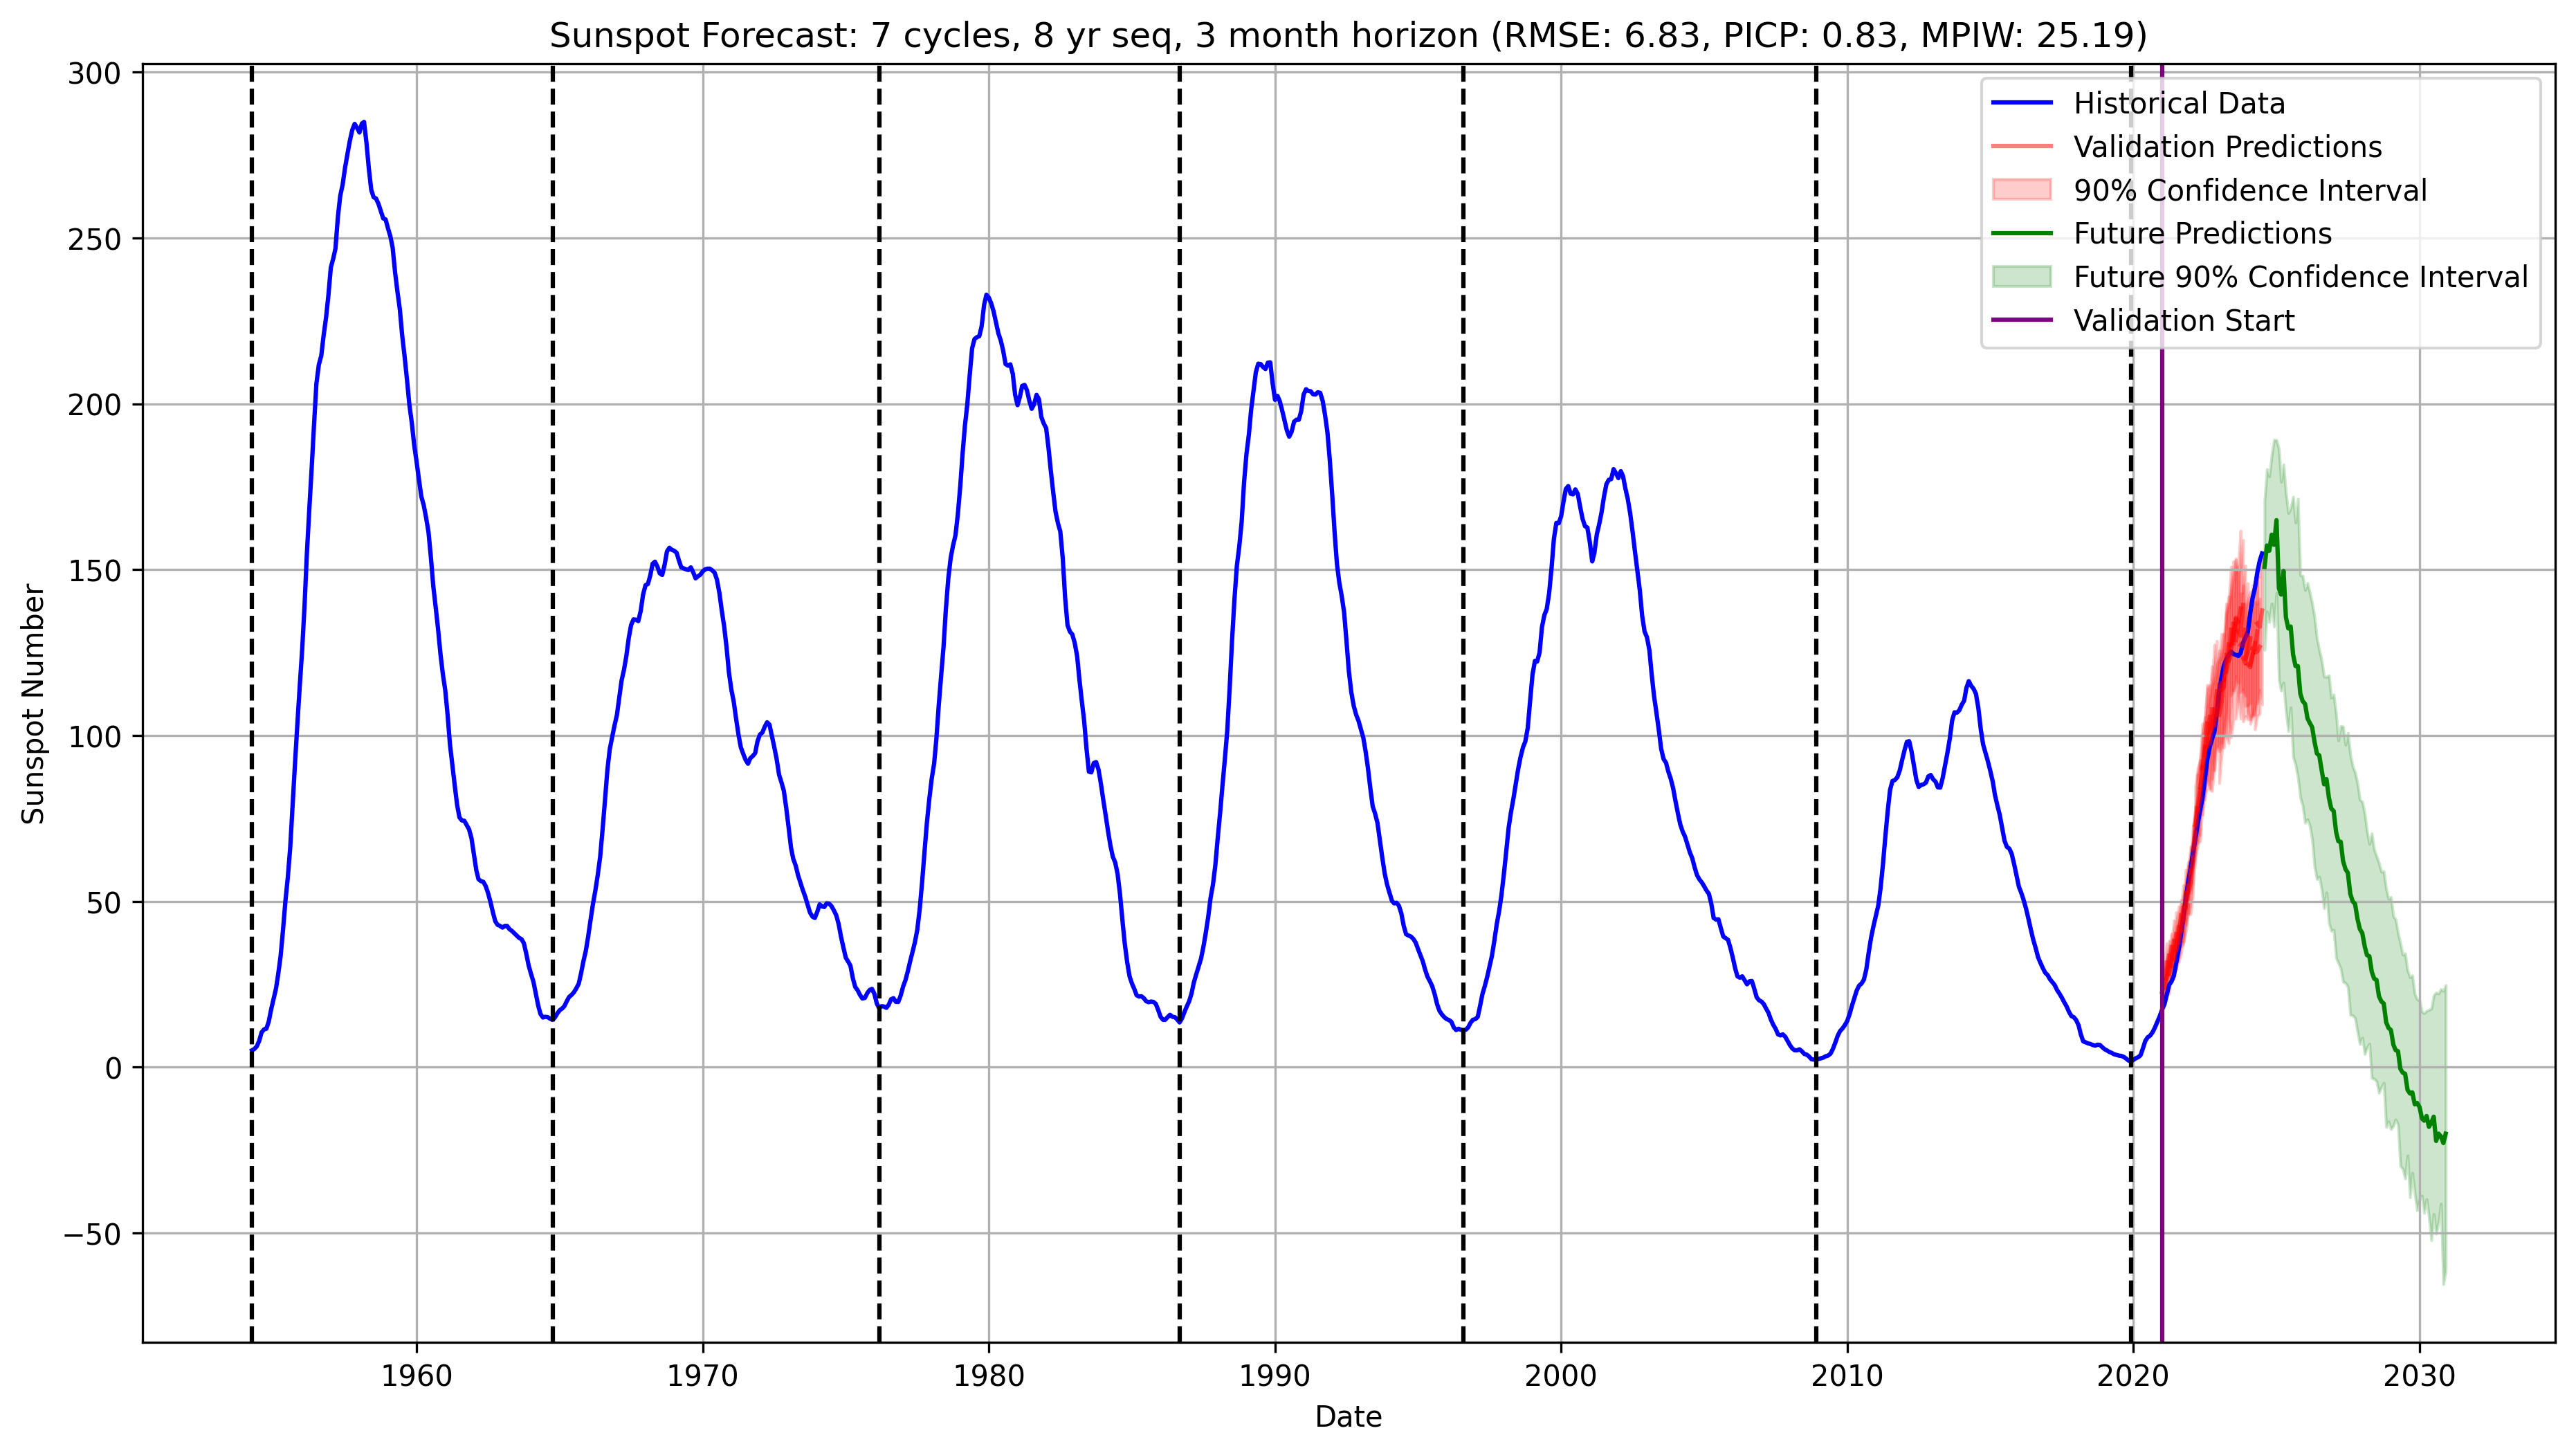 Sunspot Forecast: 7 cycles, 8 yr seq, 3 month horizon (RMSE: 6.83, PICP: 0.83, MPIW: 25.19)
300
250
200
150
100
50
0
−50
Sunspot Number
Historical Data
Validation Predictions
90% Confidence Interval
Future Predictions
Future 90% Confidence Interval
Validation Start
1960
1970
1980
1990
2000
2010
2020
2030
Date